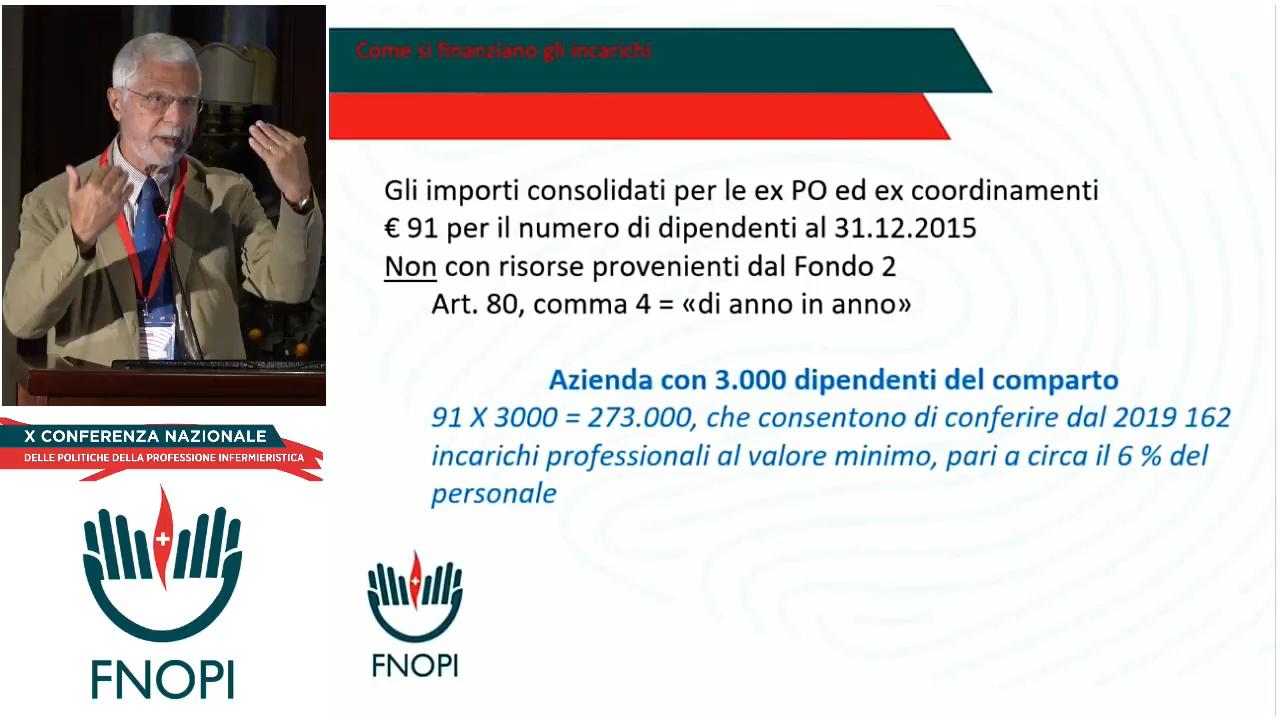 Come si finanziano gli incarichi
Gli importi consolidati per le ex PO ed ex coordinamenti
€ 91 per il numero di dipendenti al 31.12.2015
Non con risorse provenienti dal Fondo 2
Art. 80, comma 4 = «di anno in anno»
Azienda con 3.000 dipendenti del comparto
91 X 3000 = 273.000, che consentono di conferire dal 2019 162
incarichi professionali al valore minimo, pari a circa il 6 % del
personale
X CONFERENZA NAZIONALE
DELLE POLITICHE DELLA PROFESSIONE INFERMIERISTICA
FNOPI
FNOPI